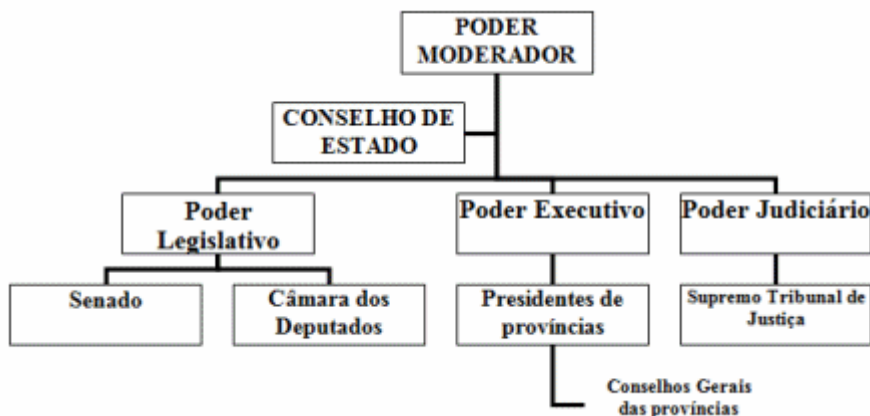 PODER
MODERADOR
CONSELHO DE
ESTADO
Poder
Legislativo
Poder Executivo
Poder Judiciário
Senado
Câmara dos
Deputados
Presidentes de
províncias
Supremo Tribunal de
Justiça
Conselhos Gerais
das províncias